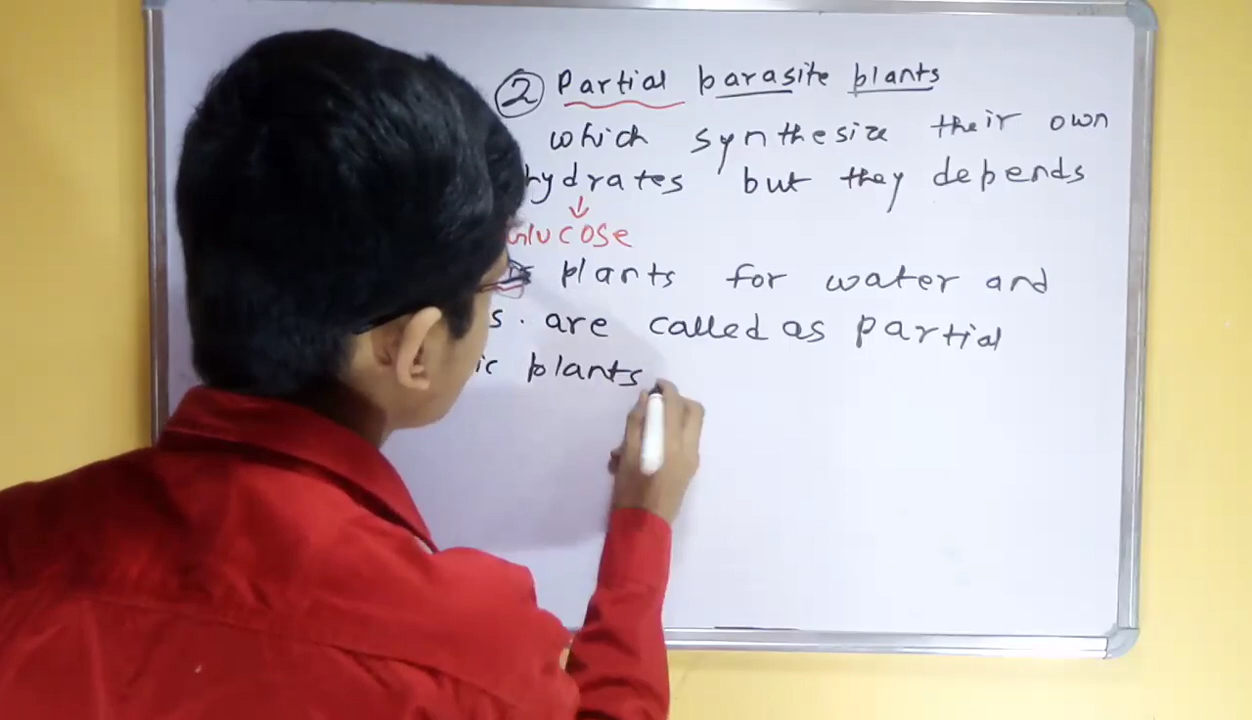 2 Partial parasite plants
which synthesize their own
hydrates but they depends
Glucose
plants for water and
s. are called as partial
ic plants